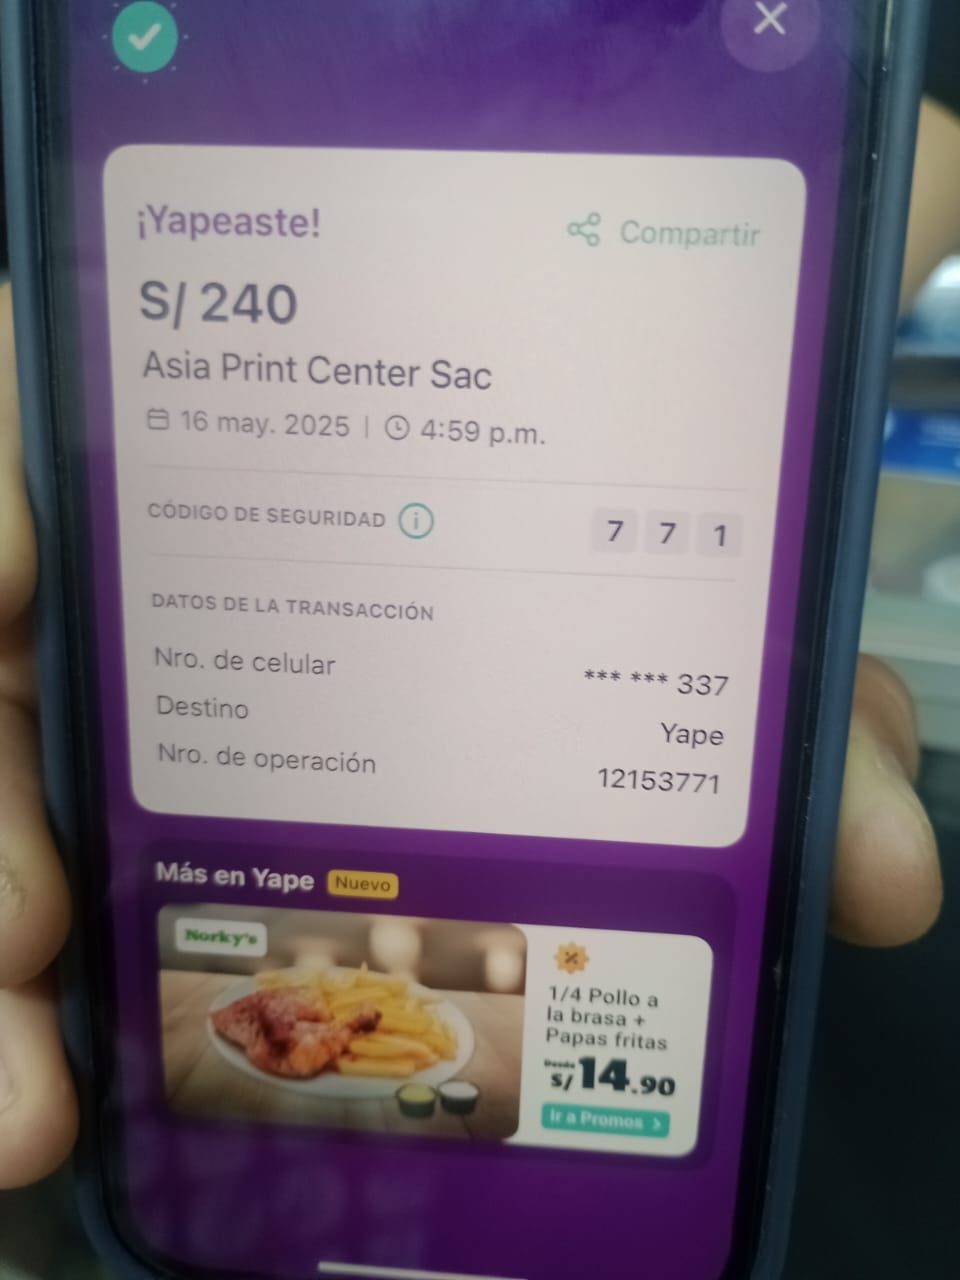 ¡Yapeaste!
Compartir
S/ 240
Asia Print Center Sac
16 may. 2025 | 4:59 p.m.
CÓDIGO DE SEGURIDAD
7 7 1
DATOS DE LA TRANSACCIÓN
Nro. de celular *** *** 337
Destino Yape
Nro. de operación 12153771
Más en Yape Nuevo
Norky's
1/4 Pollo a
la brasa +
Papas fritas
Desde
S/ 14.90
Ir a Promos >